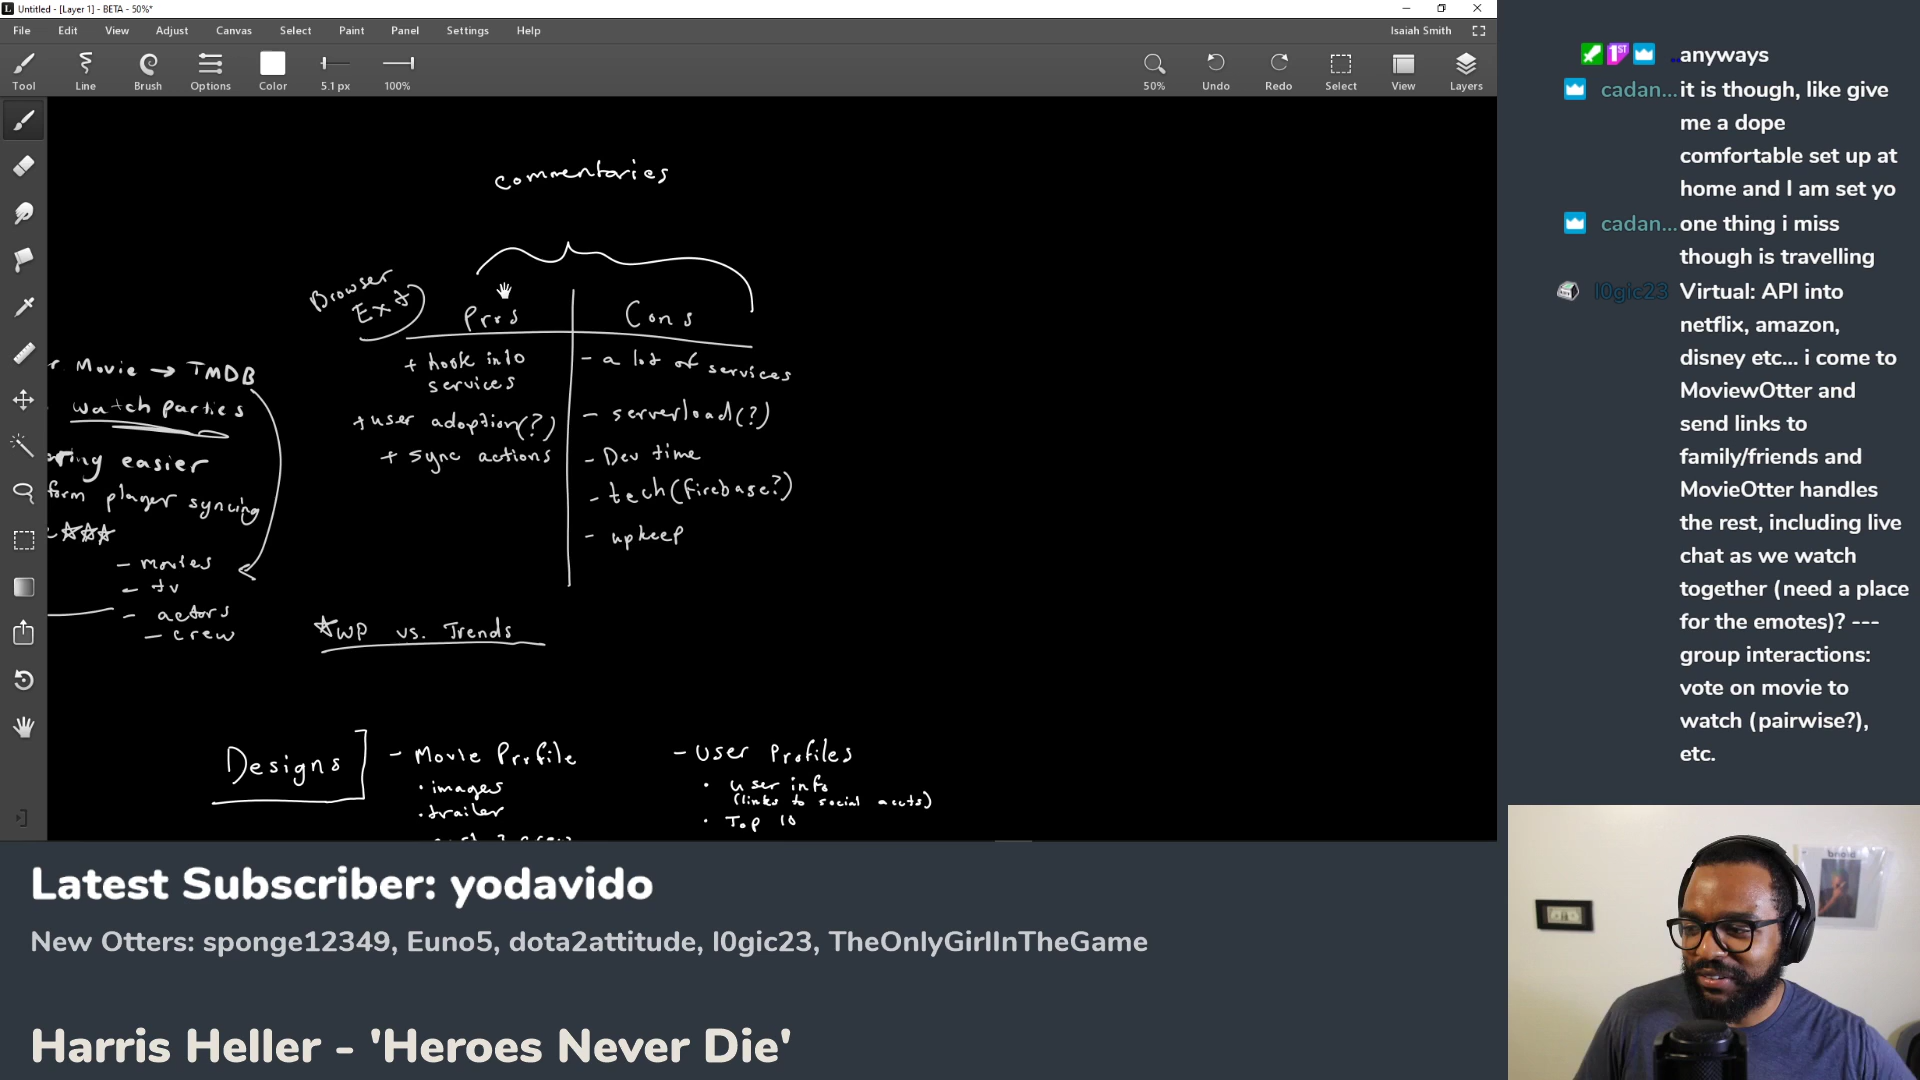 Untitled - [Layer 1] - BETA - 50%*
File Edit View Adjust Canvas Select Paint Panel Settings Help
Isaiah Smith
Tool Line Brush Options Color 5.1 px 100%
50% Undo Redo Select View Layers
commentaries
Browser
Ext
Pros
Cons
+ hook into
services
+ user adoption(?)
+ sync actions
- a lot of services
- serverload(?)
- Dev time
- tech(firebase?)
- upkeep
r Movie → TMDB
watch parties
ring easier
form player syncing
- movies
- tv
- actors
- crew
☆WP vs. Trends
Designs
- Movie Profile
• images
• trailer
- User Profiles
• user info
(links to social accts)
• Top 10
1ST
..anyways
cadan... it is though, like give
me a dope
comfortable set up at
home and I am set yo
cadan... one thing i miss
though is travelling
l0gic23 Virtual: API into
netflix, amazon,
disney etc... i come to
MoviewOtter and
send links to
family/friends and
MovieOtter handles
the rest, including live
chat as we watch
together (need a place
for the emotes)? ---
group interactions:
vote on movie to
watch (pairwise?),
etc.
Latest Subscriber: yodavido
New Otters: sponge12349, Euno5, dota2attitude, l0gic23, TheOnlyGirlInTheGame
Harris Heller - 'Heroes Never Die'